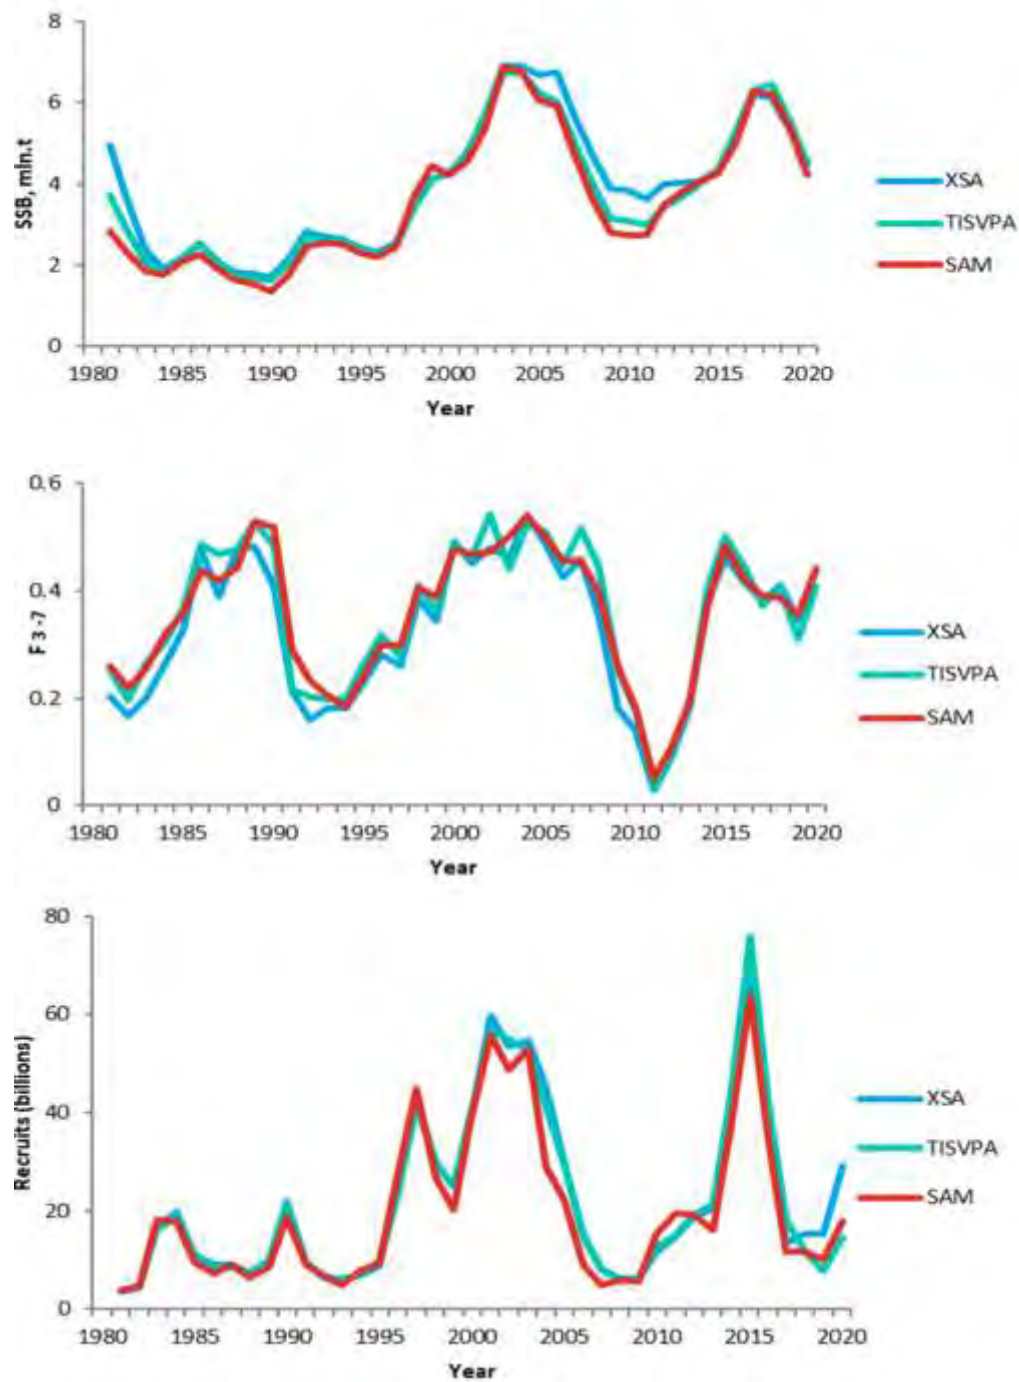 8
6
4
2
0
SSB, mln.t
1980 1985 1990 1995 2000 2005 2010 2015 2020
Year
XSA
TISVPA
SAM
0.6
0.4
0.2
0
F 3-7
1980 1985 1990 1995 2000 2005 2010 2015 2020
Year
XSA
TISVPA
SAM
80
60
40
20
0
Recruits (billions)
1980 1985 1990 1995 2000 2005 2010 2015 2020
Year
XSA
TISVPA
SAM